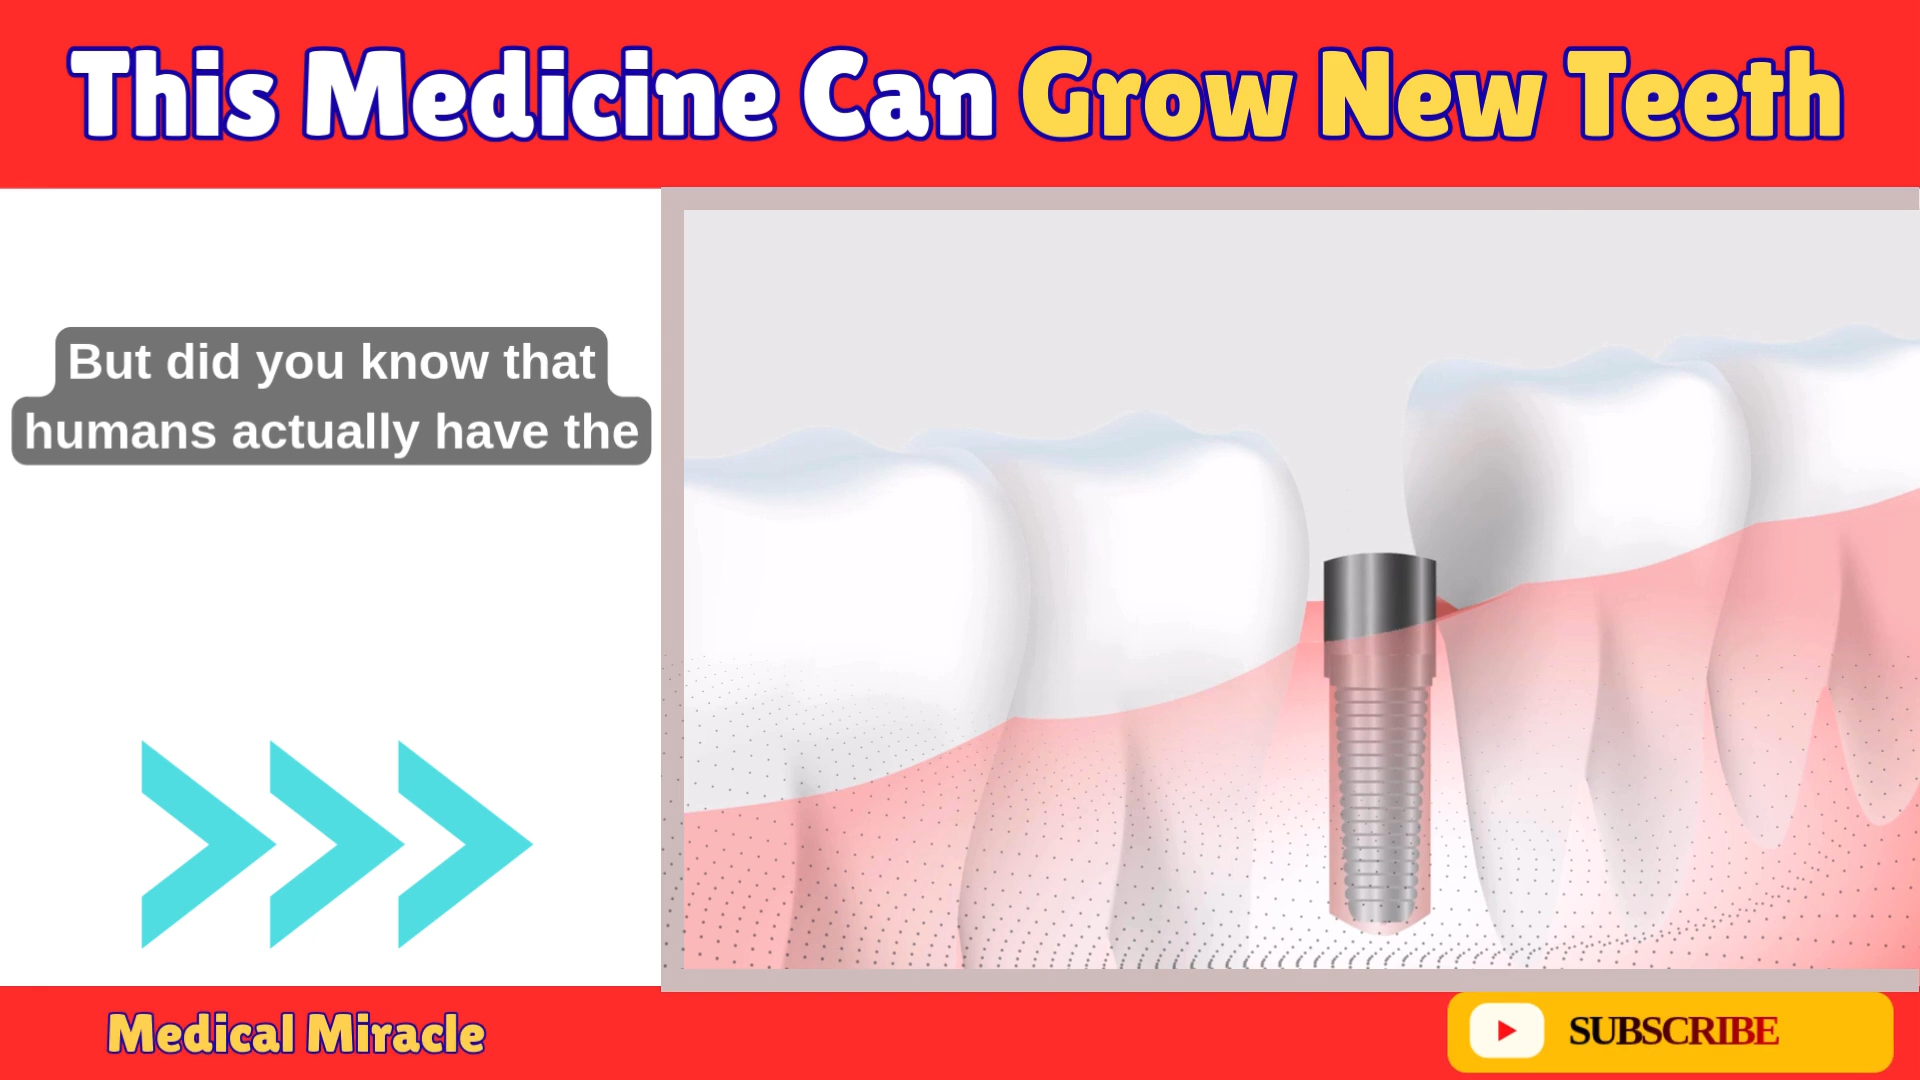 This Medicine Can Grow New Teeth
But did you know that
humans actually have the
Medical Miracle
SUBSCRIBE